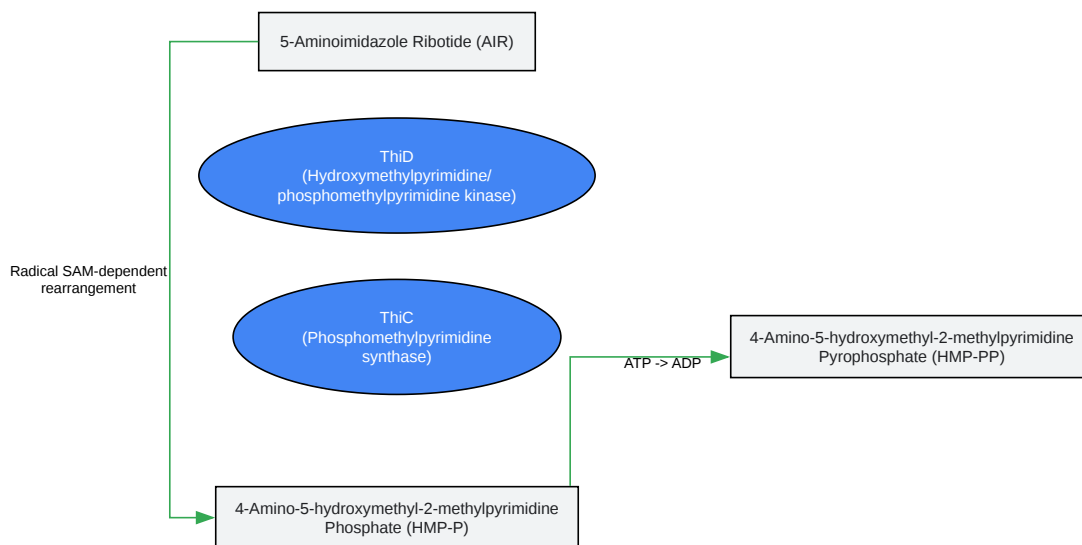 5-Aminoimidazole Ribotide (AIR)
ThiD
(Hydroxymethylpyrimidine/
phosphomethylpyrimidine kinase)
Radical SAM-dependent
rearrangement
ThiC
(Phosphomethylpyrimidine
synthase)
4-Amino-5-hydroxymethyl-2-methylpyrimidine
Pyrophosphate (HMP-PP)
ATP -> ADP
4-Amino-5-hydroxymethyl-2-methylpyrimidine
Phosphate (HMP-P)